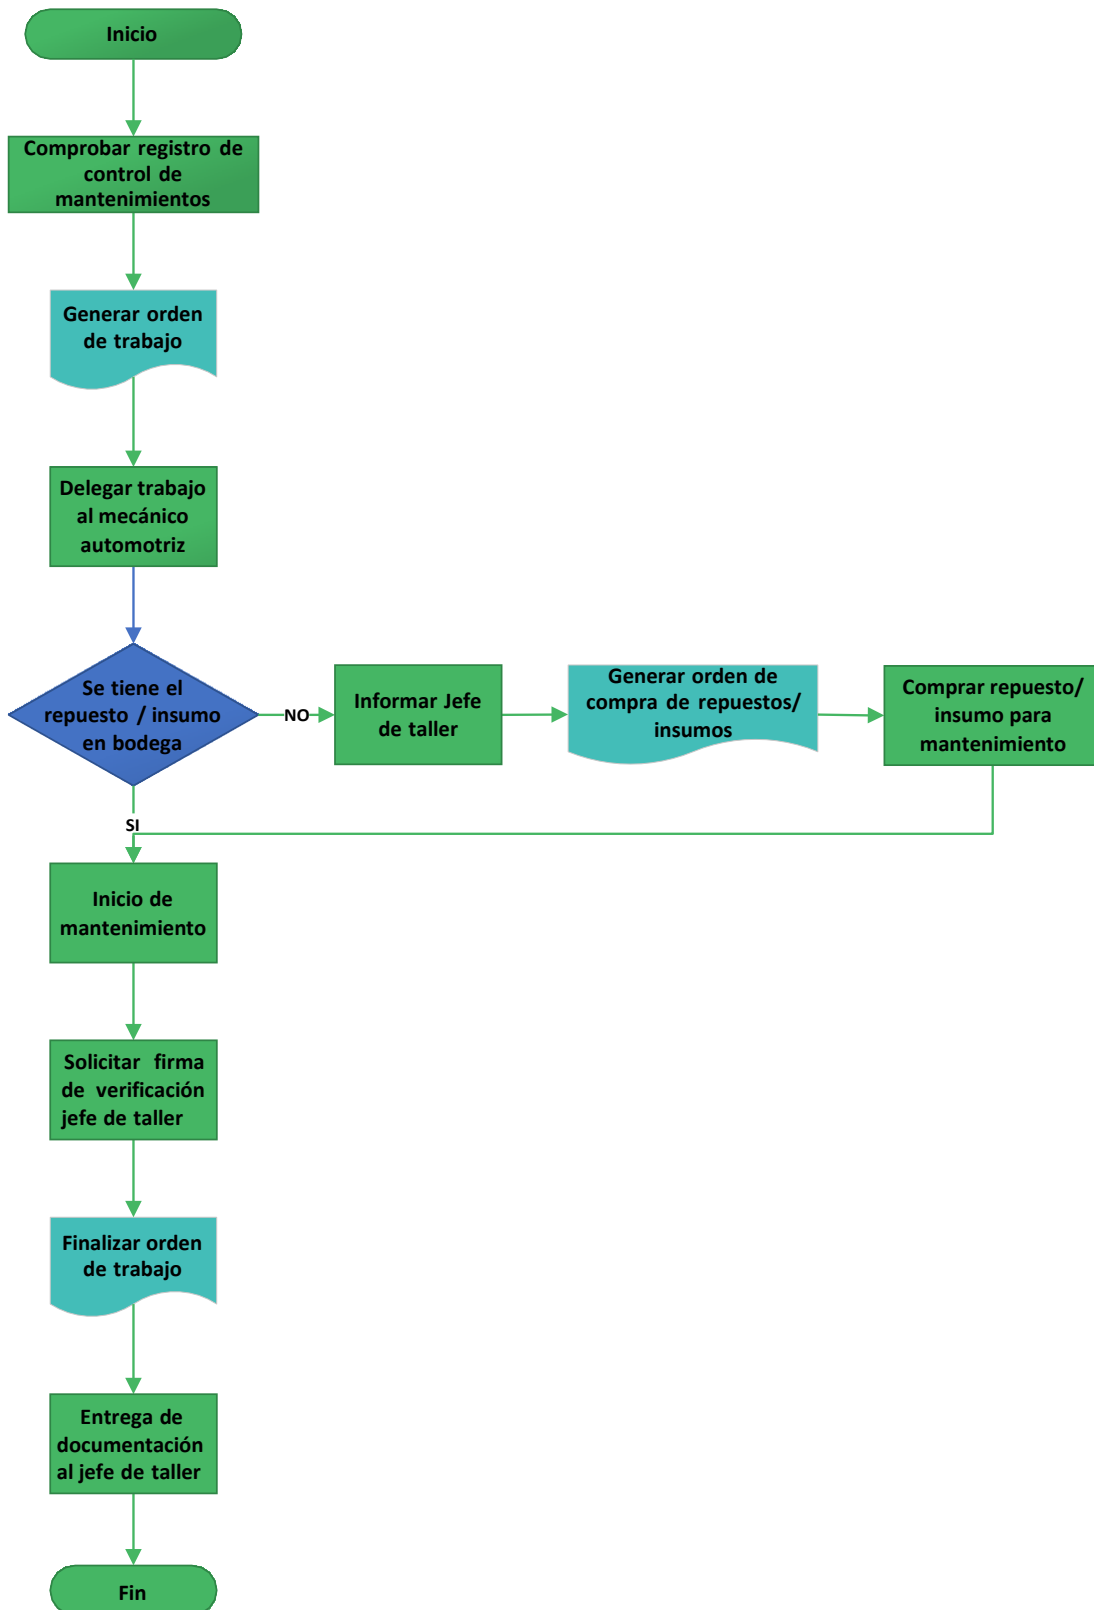 Inicio
Comprobar registro de
control de
mantenimientos
Generar orden
de trabajo
Delegar trabajo
al mecánico
automotriz
Se tiene el
repuesto / insumo
en bodega
NO
Informar Jefe
de taller
Generar orden de
compra de repuestos/
insumos
Comprar repuesto/
insumo para
mantenimiento
SI
Inicio de
mantenimiento
Solicitar firma
de verificación
jefe de taller
Finalizar orden
de trabajo
Entrega de
documentación
al jefe de taller
Fin